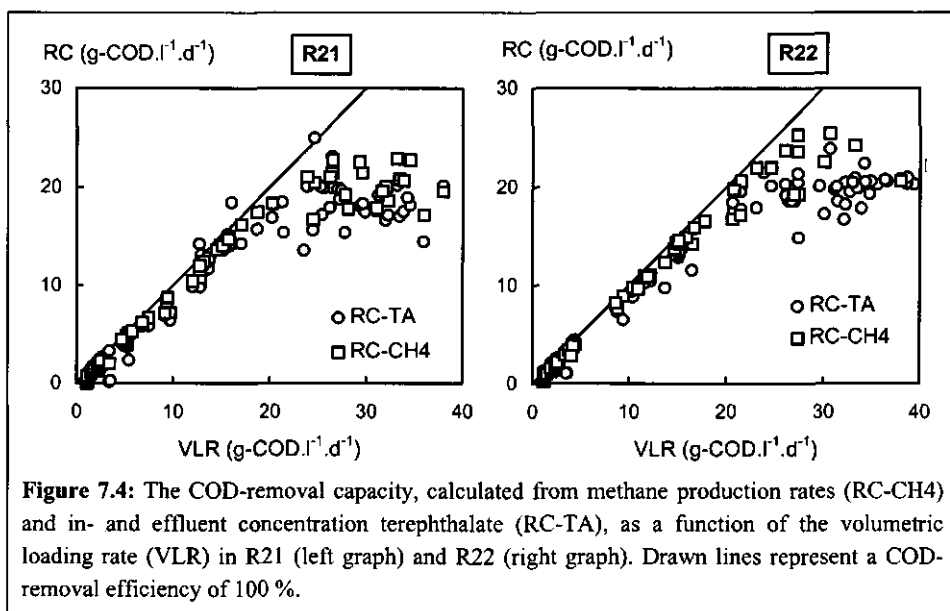 RC (g-COD.l⁻¹.d⁻¹) R21
30
20
10
0
○ RC-TA
□ RC-CH4
0 10 20 30 40
VLR (g-COD.l⁻¹.d⁻¹)
RC (g-COD.l⁻¹.d⁻¹) R22
30
20
10
0
○ RC-TA
□ RC-CH4
0 10 20 30 40
VLR (g-COD.l⁻¹.d⁻¹)
Figure 7.4: The COD-removal capacity, calculated from methane production rates (RC-CH4)
and in- and effluent concentration terephthalate (RC-TA), as a function of the volumetric
loading rate (VLR) in R21 (left graph) and R22 (right graph). Drawn lines represent a COD-
removal efficiency of 100 %.